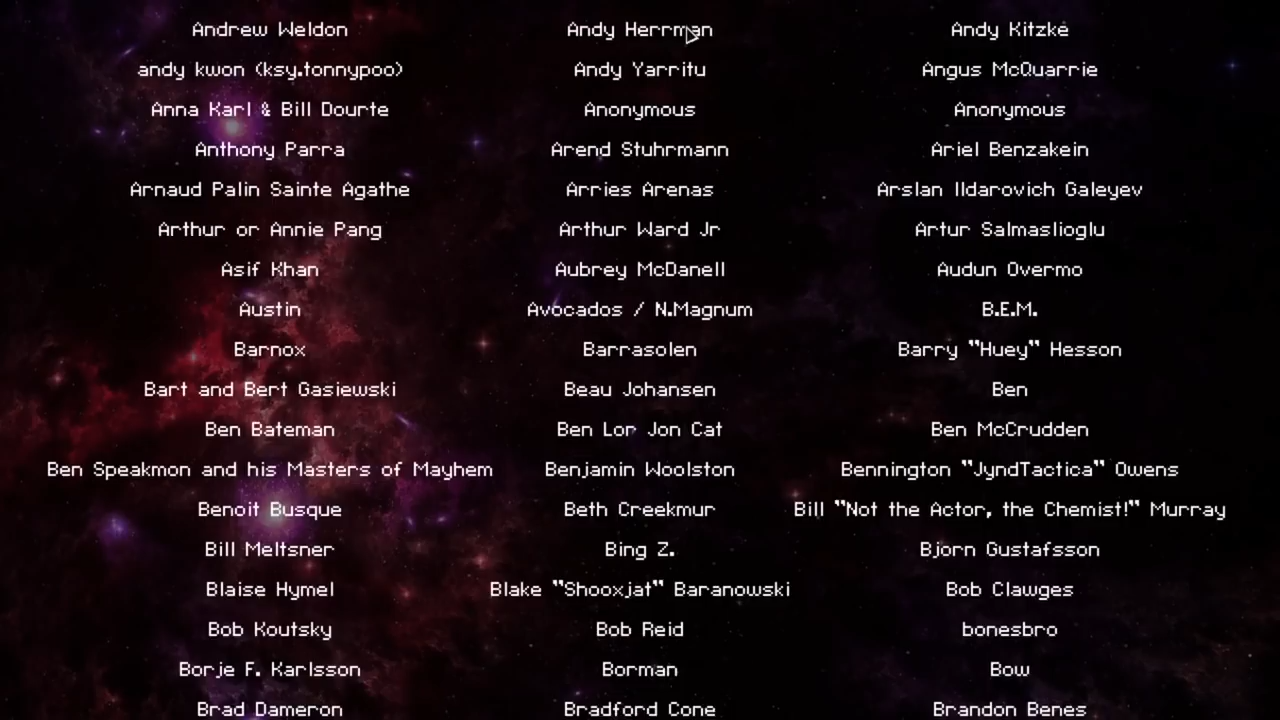 Andrew Weldon Andy Herrman Andy Kitzke
andy kwon (ksy.tonnypoo) Andy Yarritu Angus McQuarrie
Anna Karl & Bill Dourte Anonymous Anonymous
Anthony Parra Arend Stuhrmann Ariel Benzakein
Arnaud Palin Sainte Agathe Arries Arenas Arslan Ildarovich Galeyev
Arthur or Annie Pang Arthur Ward Jr Artur Salmaslioglu
Asif Khan Aubrey McDanell Audun Overmo
Austin Avocados / N.Magnum B.E.M.
Barnox Barrasolen Barry "Huey" Hesson
Bart and Bert Gasiewski Beau Johansen Ben
Ben Bateman Ben Lor Jon Cat Ben McCrudden
Ben Speakmon and his Masters of Mayhem Benjamin Woolston Bennington "JyndTactica" Owens
Benoit Busque Beth Creekmur Bill "Not the Actor, the Chemist!" Murray
Bill Meltsner Bing Z. Bjorn Gustafsson
Blaise Hymel Blake "Shooxjat" Baranowski Bob Clawges
Bob Koutsky Bob Reid bonesbro
Borje F. Karlsson Borman Bow
Brad Dameron Bradford Cone Brandon Benes